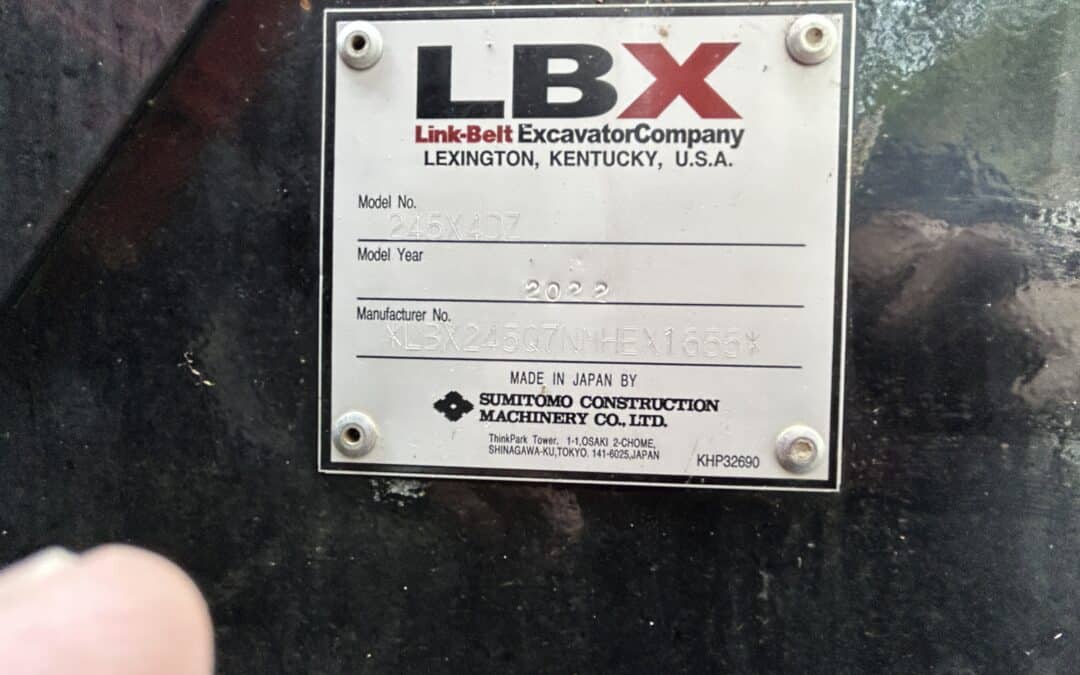 LBX
Link-Belt ExcavatorCompany
LEXINGTON, KENTUCKY, U.S.A.
Model No.
245X4DZ
Model Year
2022
Manufacturer No.
MADE IN JAPAN BY
SUMITOMO CONSTRUCTION
MACHINERY CO., LTD.
ThinkPark Tower, 1-1,OSAKI 2-CHOME,
SHINAGAWA-KU,TOKYO. 141-6025,JAPAN
KHP32690